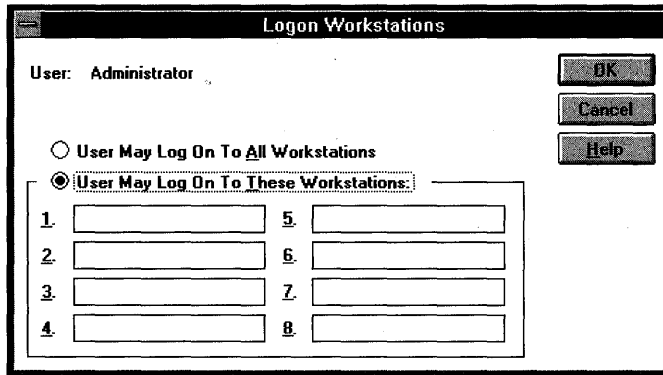 Logon Workstations
User: Administrator
OK
Cancel
Help
User May Log On To All Workstations
User May Log On To These Workstations:
1. 5.
2. 6.
3. 7.
4. 8.